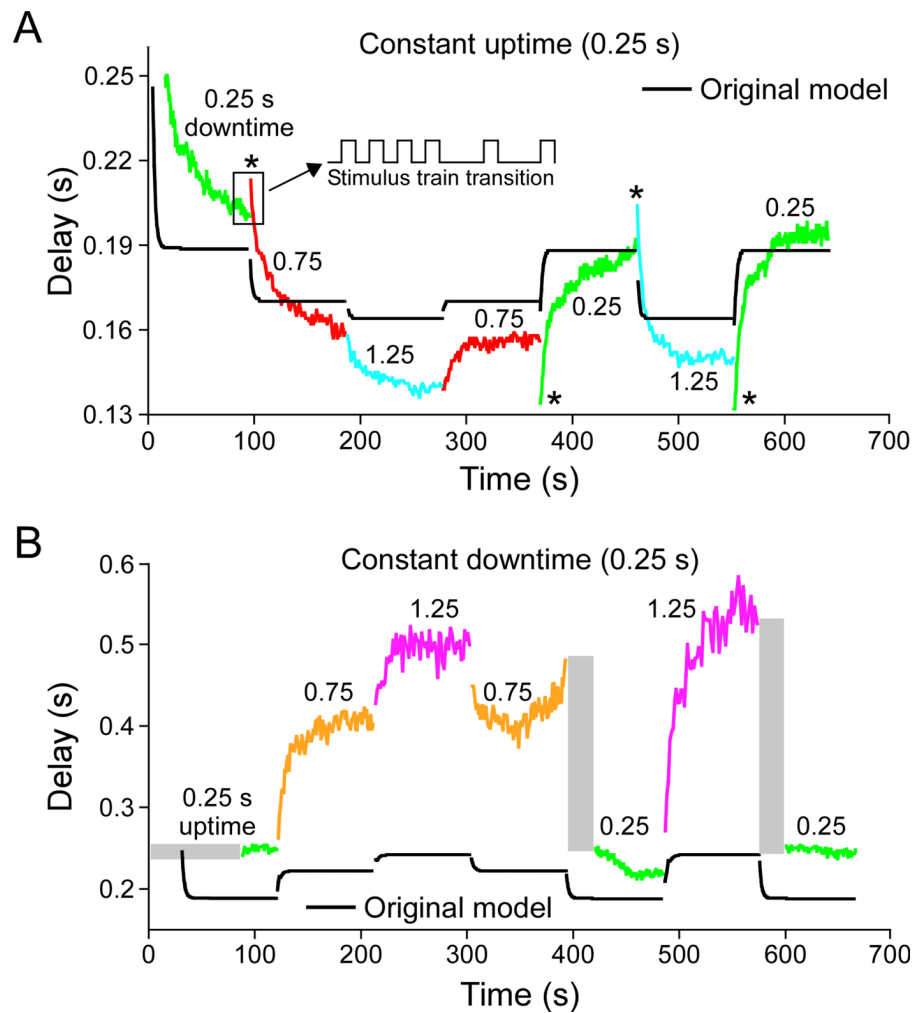 A
Constant uptime (0.25 s)
Original model
0.25 s
downtime
*
Stimulus train transition
0.75
1.25
0.75
0.25
*
*
1.25
0.25
*
Delay (s)
0.25
0.22
0.19
0.16
0.13
0 100 200 300 400 500 600 700
Time (s)
B
Constant downtime (0.25 s)
0.25 s
uptime
0.75
1.25
0.75
0.25
1.25
0.25
Original model
Delay (s)
0.6
0.5
0.4
0.3
0.2
0 100 200 300 400 500 600 700
Time (s)